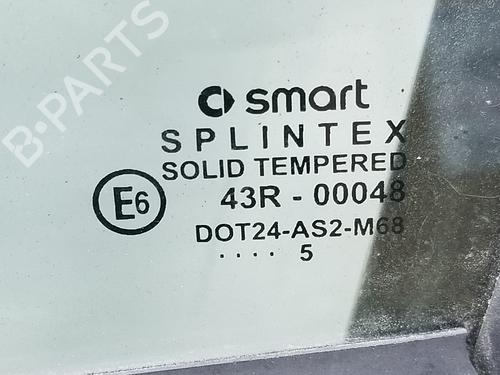 B-PARTS
smart
SPLINTEX
SOLID TEMPERED
E6
43R - 00048
DOT24-AS2-M68
.... 5